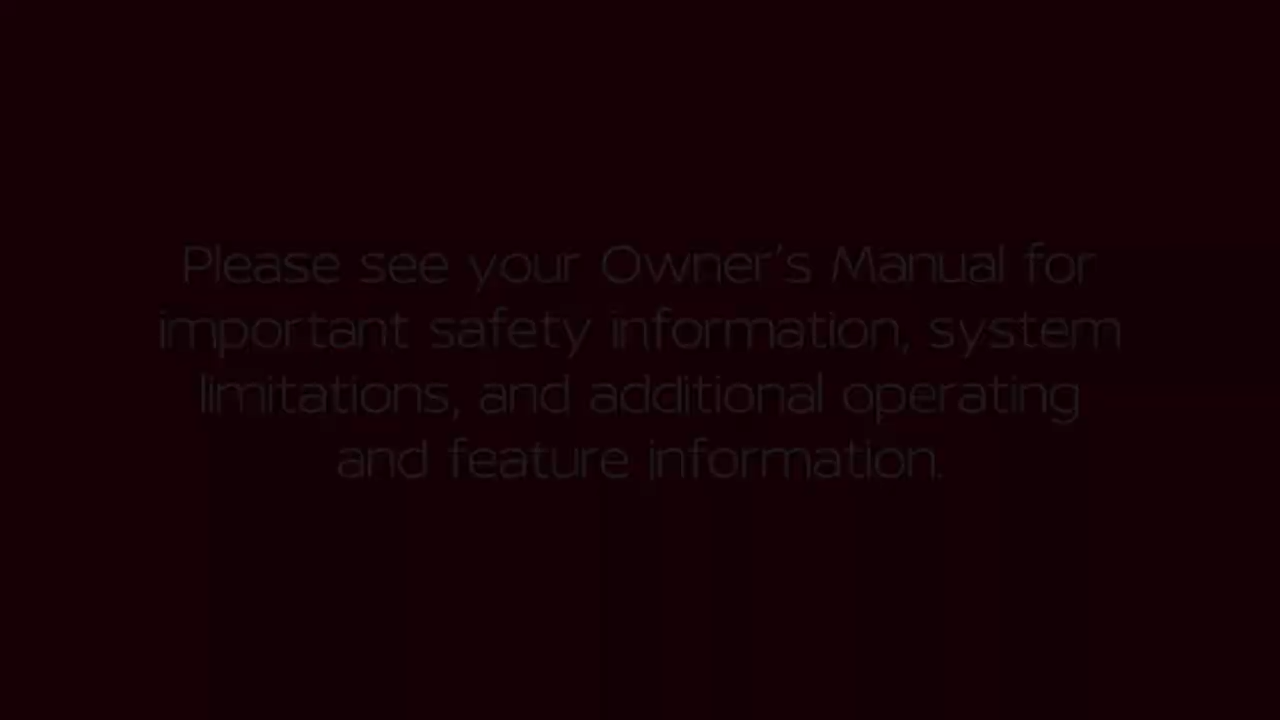 Please see your Owner's Manual for
important safety information, system
limitations, and additional operating
and feature information.